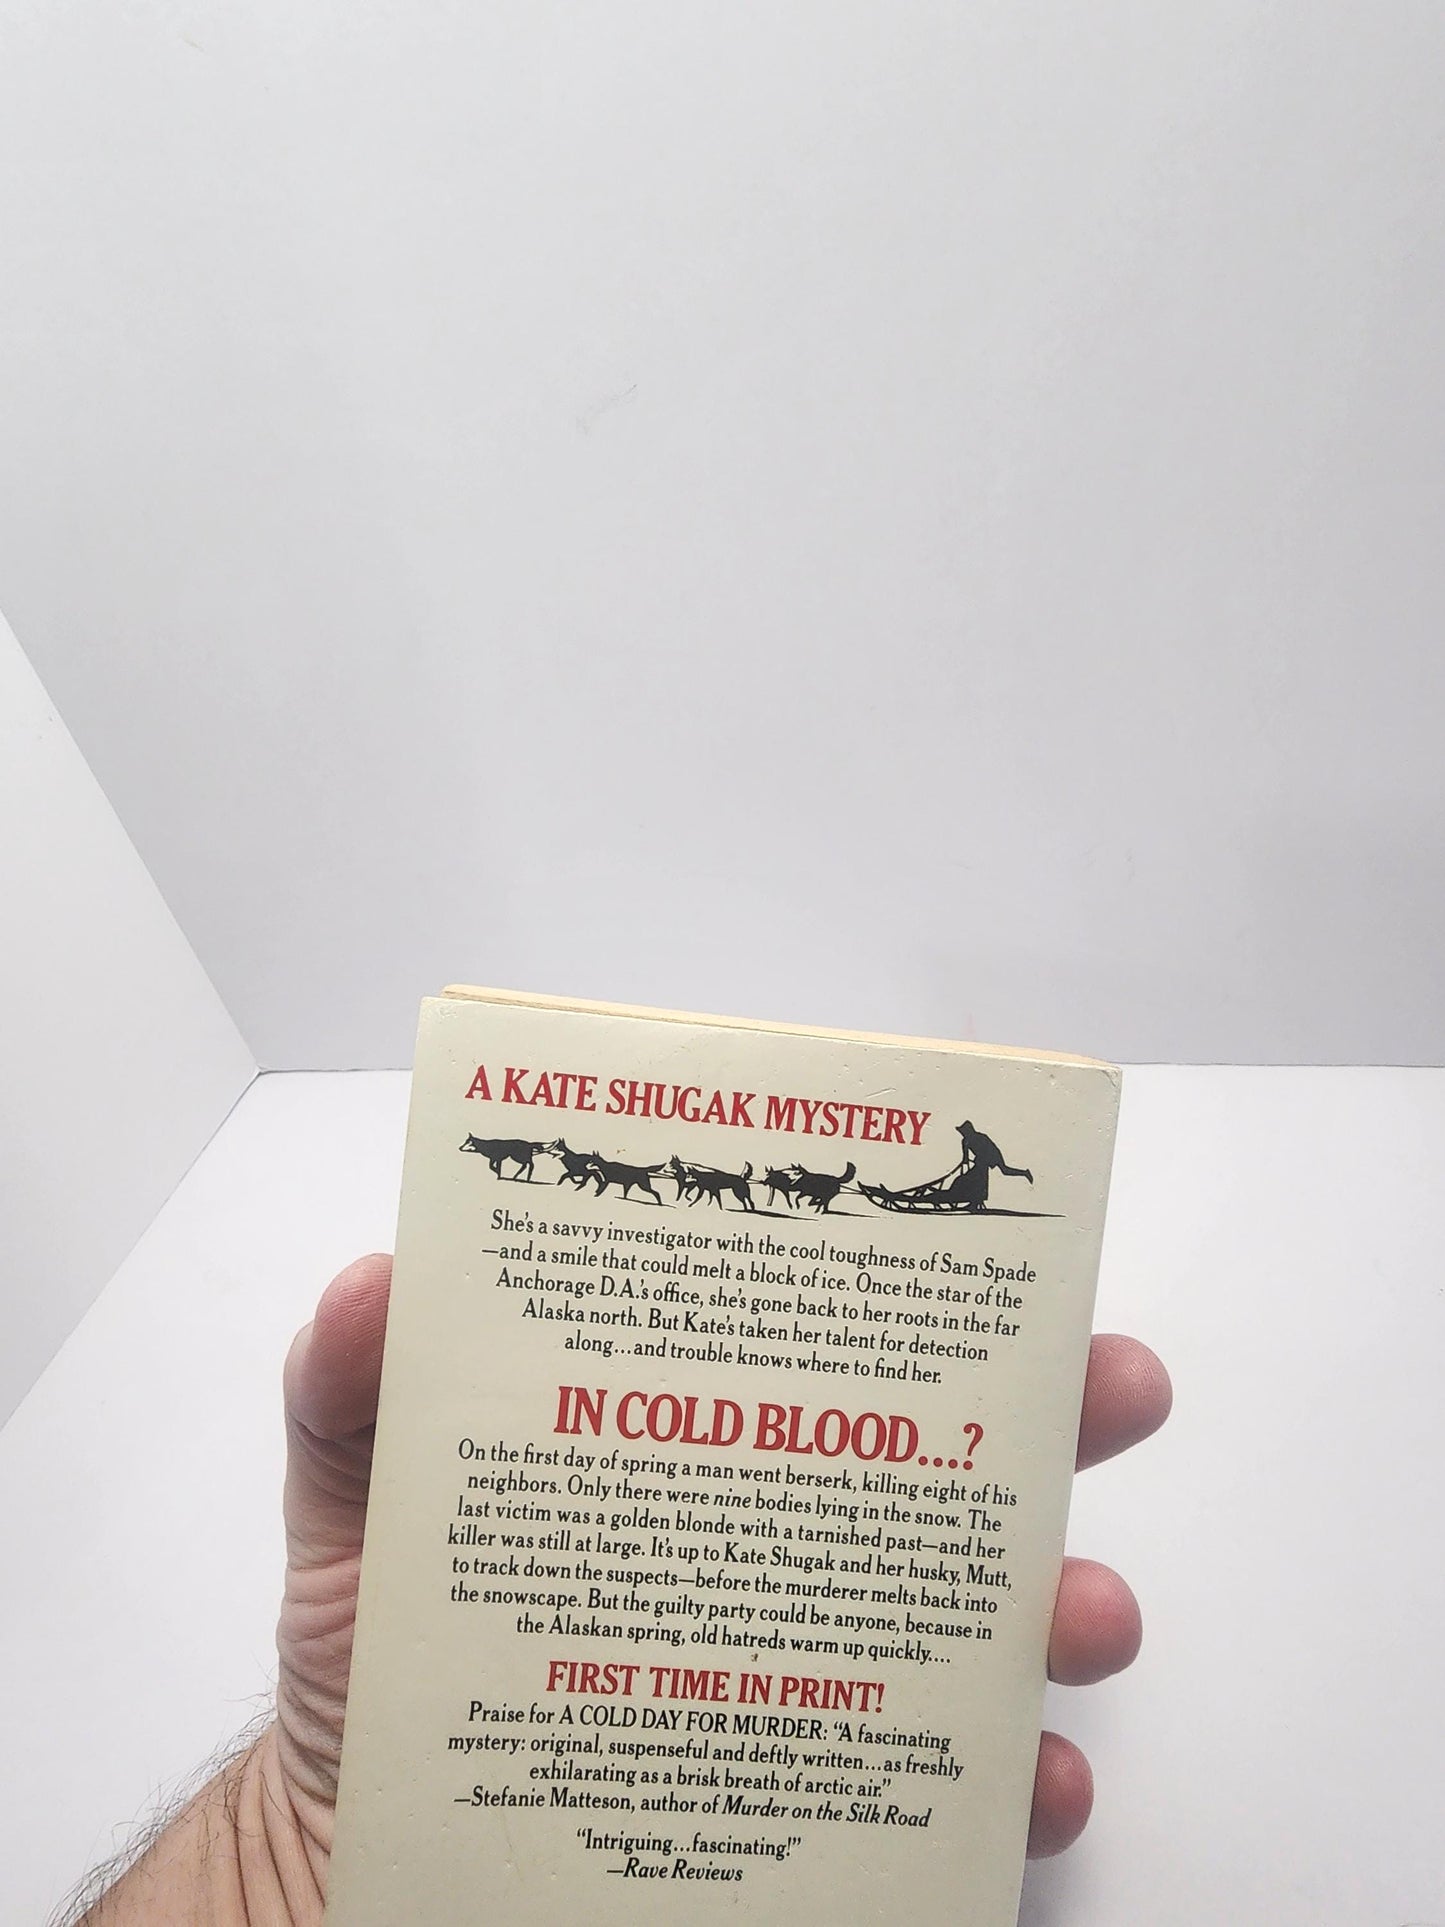 A KATE SHUGAK MYSTERY
She's a savvy investigator with the cool toughness of Sam Spade
—and a smile that could melt a block of ice. Once the star of the
Anchorage D.A.'s office, she's gone back to her roots in the far
Alaska north. But Kate's taken her talent for detection
along...and trouble knows where to find her.
IN COLD BLOOD...?
On the first day of spring a man went berserk, killing eight of his
neighbors. Only there were nine bodies lying in the snow. The
last victim was a golden blonde with a tarnished past—and her
killer was still at large. It's up to Kate Shugak and her husky, Mutt,
to track down the suspects—before the murderer melts back into
the snowscape. But the guilty party could be anyone, because in
the Alaskan spring, old hatreds warm up quickly....
FIRST TIME IN PRINT!
Praise for A COLD DAY FOR MURDER: "A fascinating
mystery: original, suspenseful and deftly written...as freshly
exhilarating as a brisk breath of arctic air."
—Stefanie Matteson, author of Murder on the Silk Road
"Intriguing...fascinating!"
—Rave Reviews